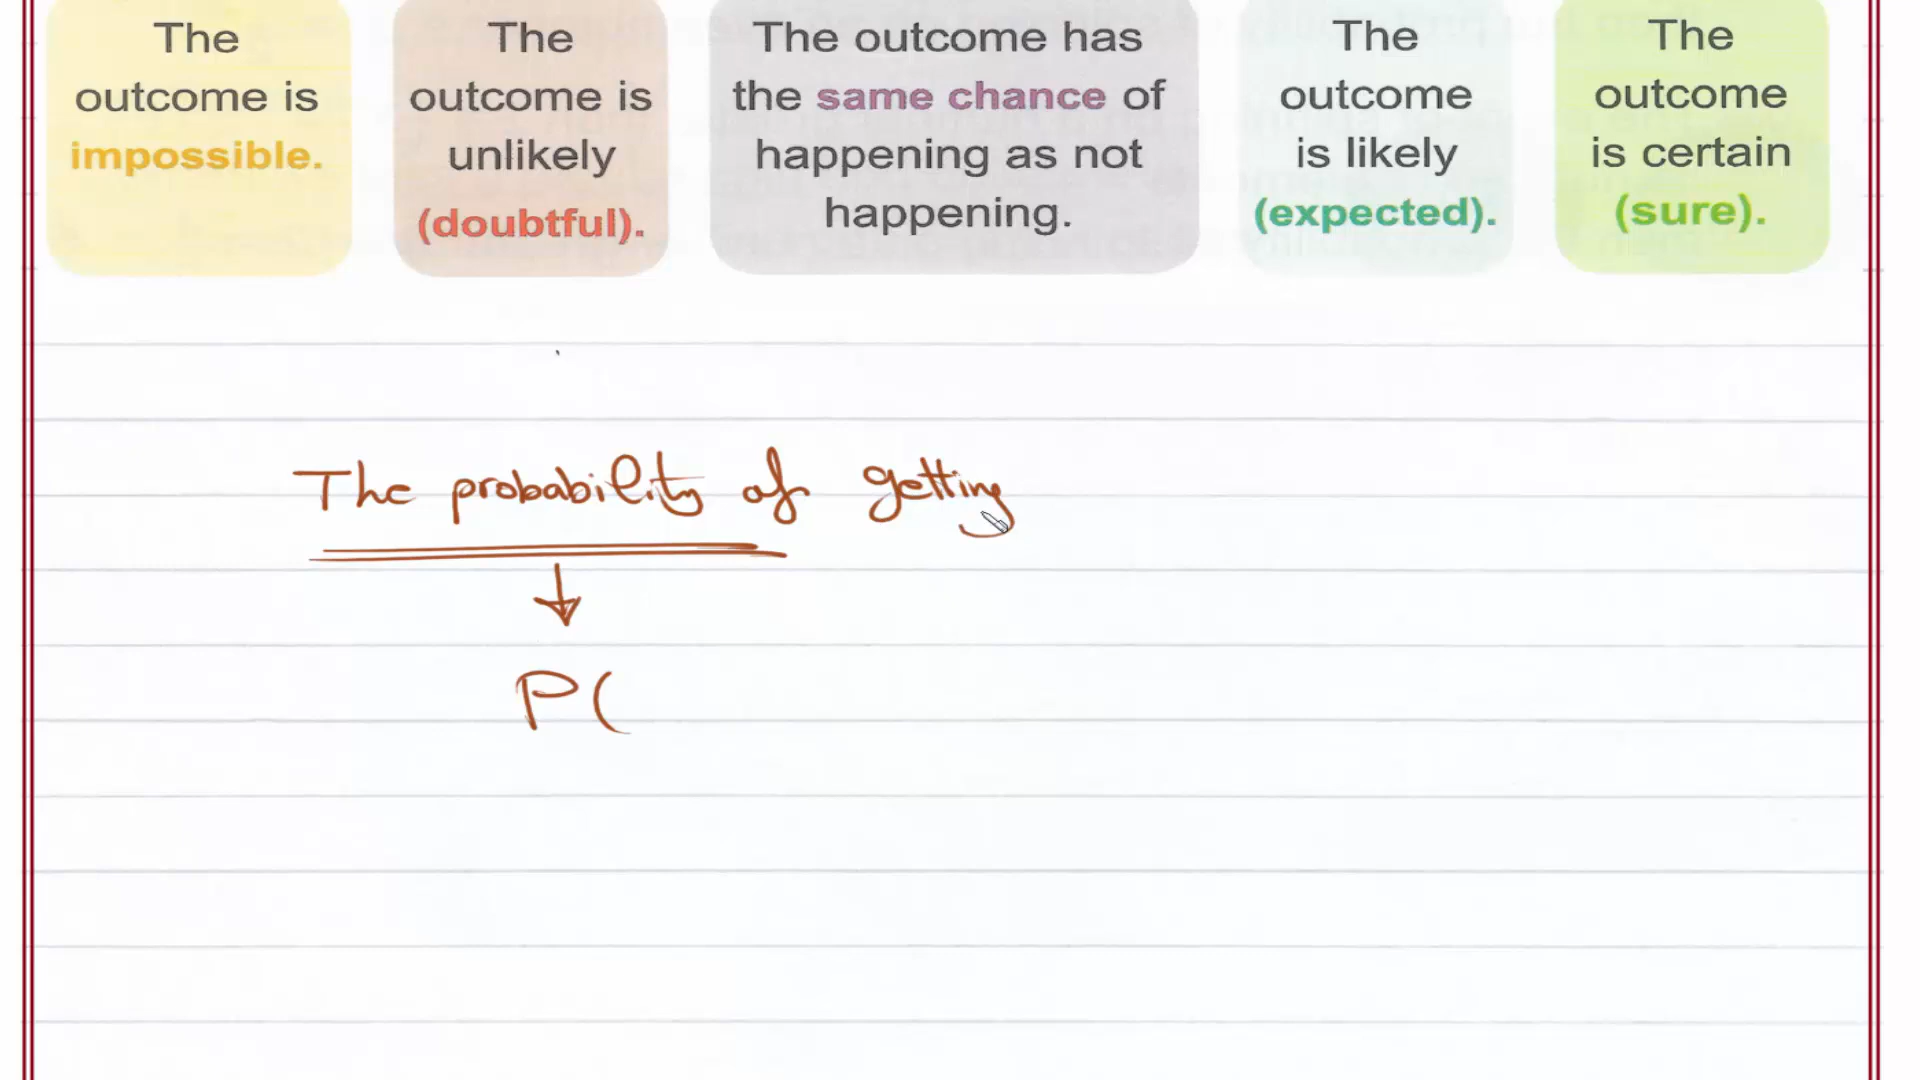 The outcome is impossible.
The outcome is unlikely (doubtful).
The outcome has the same chance of happening as not happening.
The outcome is likely (expected).
The outcome is certain (sure).
The probability of getting
P(